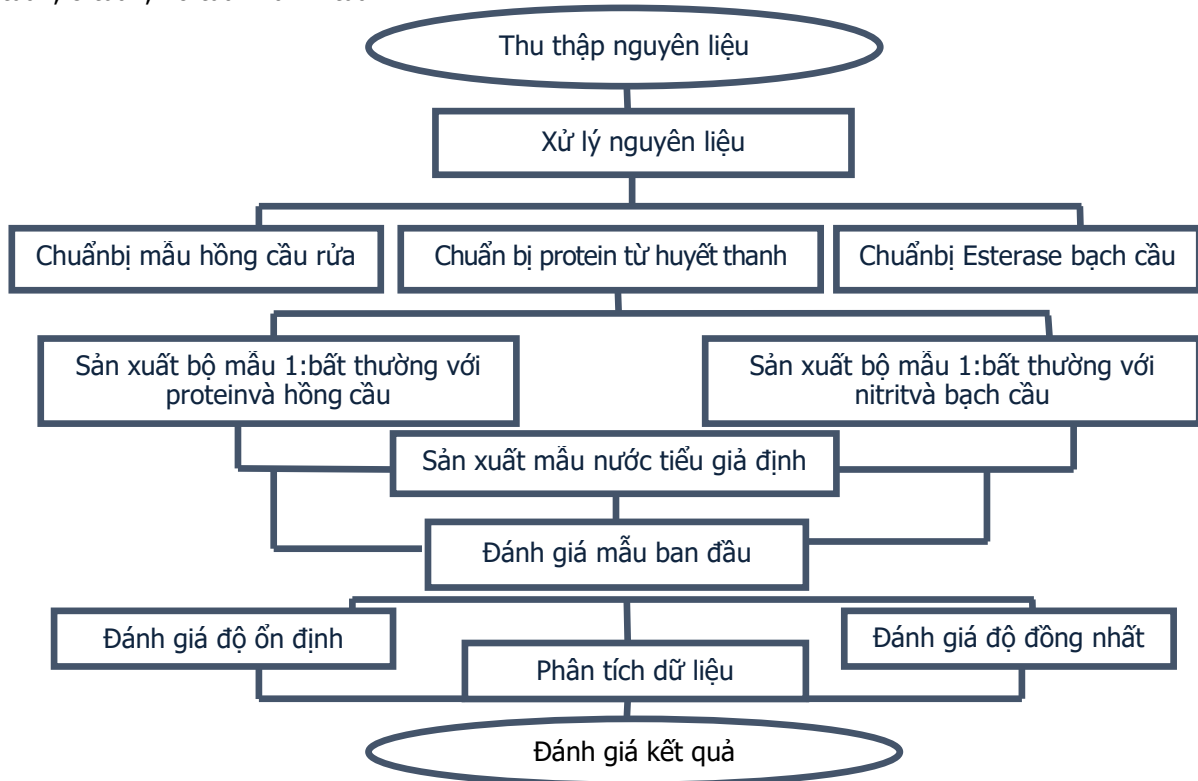 Thu thập nguyên liệu
Xử lý nguyên liệu
Chuẩnbị mẫu hồng cầu rửa
Chuẩn bị protein từ huyết thanh
Chuẩnbị Esterase bạch cầu
Sản xuất bộ mẫu 1:bất thường với
proteinvà hồng cầu
Sản xuất bộ mẫu 1:bất thường với
nitritvà bạch cầu
Sản xuất mẫu nước tiểu giả định
Đánh giá mẫu ban đầu
Đánh giá độ ổn định
Đánh giá độ đồng nhất
Phân tích dữ liệu
Đánh giá kết quả